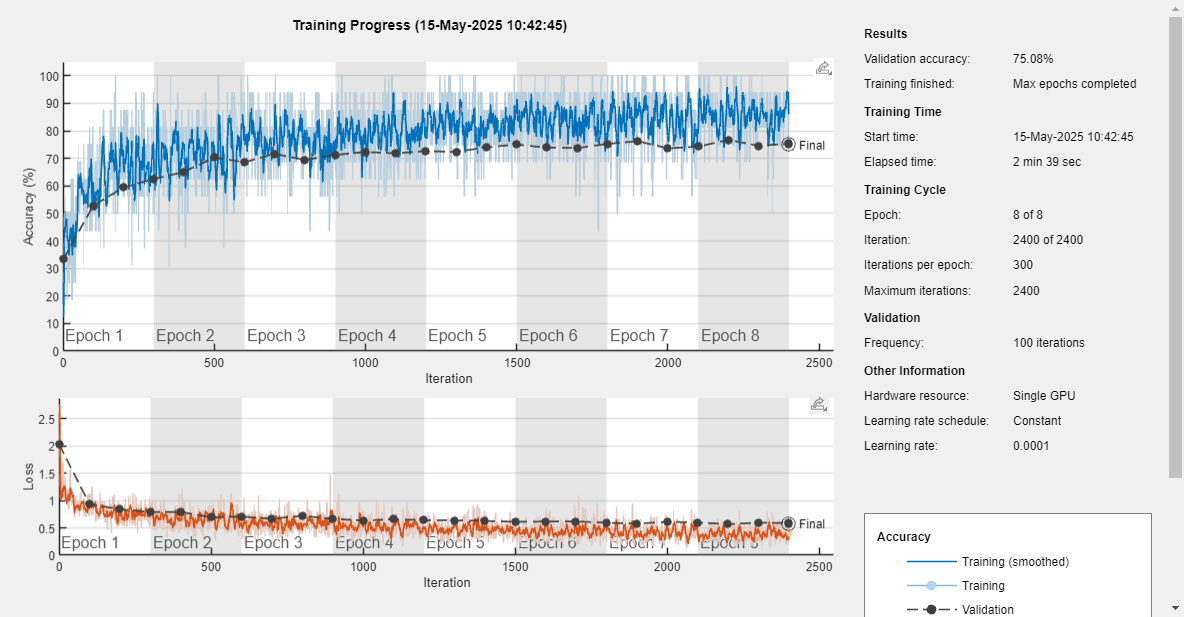 Training Progress (15-May-2025 10:42:45)
100
90
80
70
60
50
40
30
20
10
0
Accuracy (%)
Final
Epoch 1 Epoch 2 Epoch 3 Epoch 4 Epoch 5 Epoch 6 Epoch 7 Epoch 8
0 500 1000 1500 2000 2500
Iteration
2.5
2
1.5
1
0.5
0
Loss
Final
Epoch 1 Epoch 2 Epoch 3 Epoch 4 Epoch 5 Epoch 6 Epoch 7 Epoch 8
0 500 1000 1500 2000 2500
Iteration
Results
Validation accuracy: 75.08%
Training finished: Max epochs completed
Training Time
Start time: 15-May-2025 10:42:45
Elapsed time: 2 min 39 sec
Training Cycle
Epoch: 8 of 8
Iteration: 2400 of 2400
Iterations per epoch: 300
Maximum iterations: 2400
Validation
Frequency: 100 iterations
Other Information
Hardware resource: Single GPU
Learning rate schedule: Constant
Learning rate: 0.0001
Accuracy
Training (smoothed)
Training
Validation